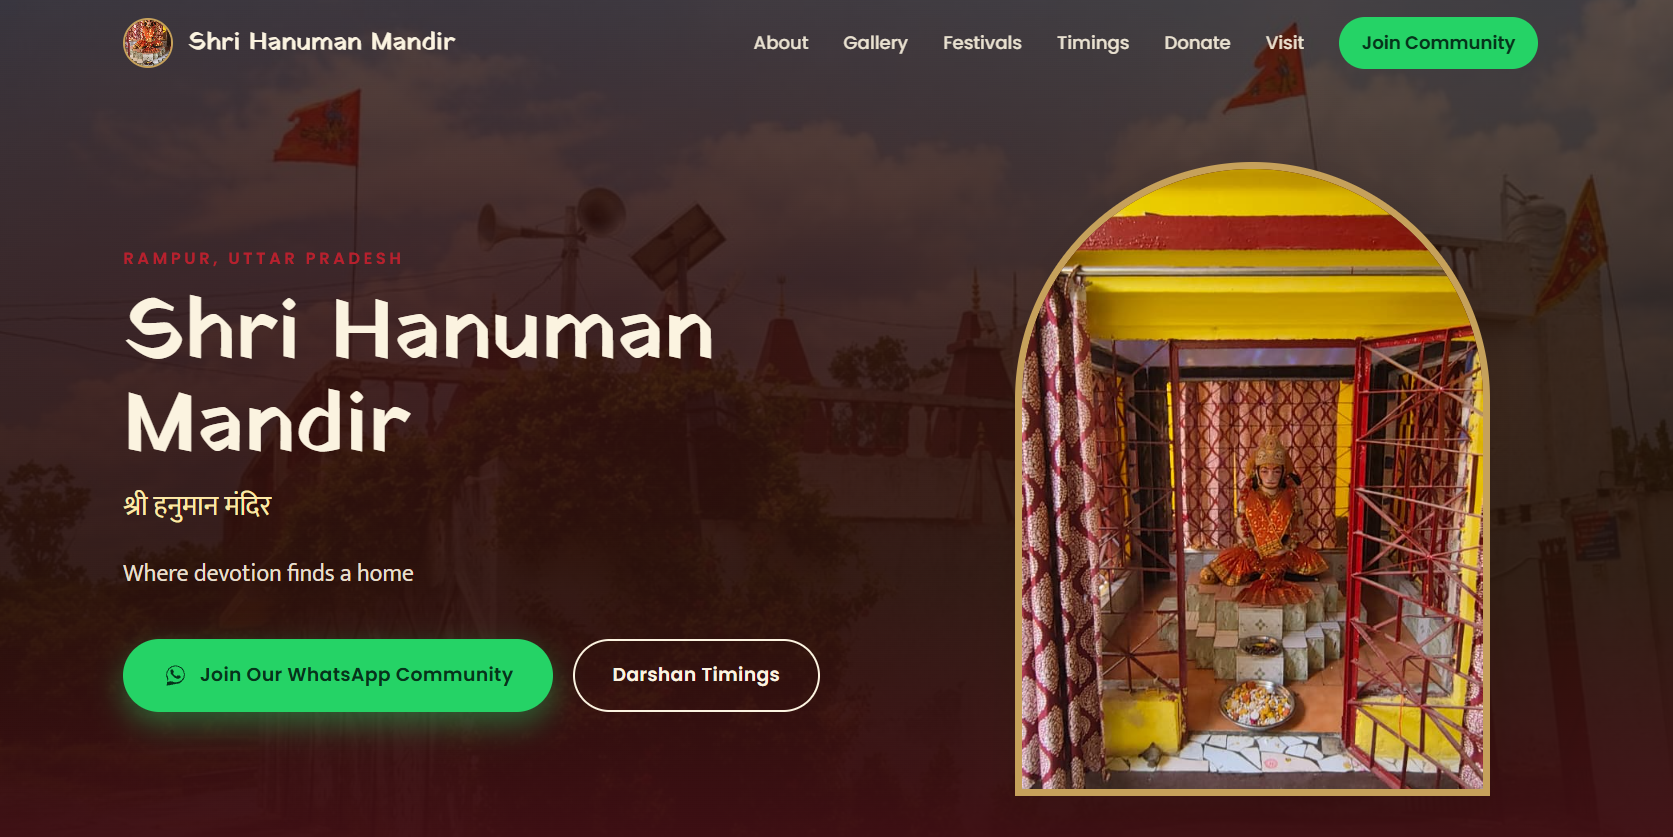 Shri Hanuman Mandir
About Gallery Festivals Timings Donate Visit Join Community
RAMPUR, UTTAR PRADESH
Shri Hanuman
Mandir
श्री हनुमान मंदिर
Where devotion finds a home
Join Our WhatsApp Community Darshan Timings